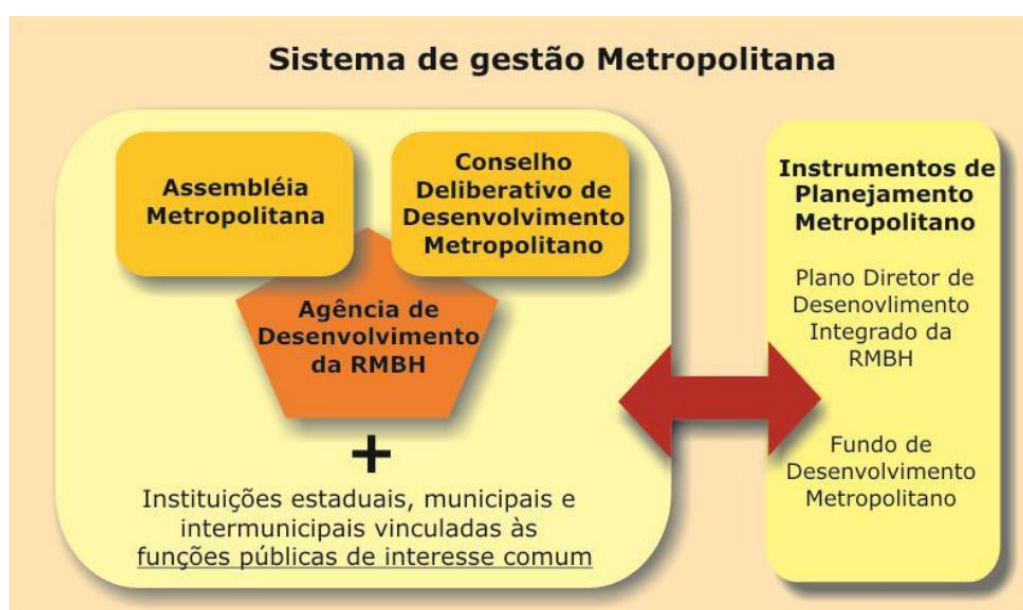 Sistema de gestão Metropolitana
Assembléia
Metropolitana
Conselho
Deliberativo de
Desenvolvimento
Metropolitano
Agência de
Desenvolvimento
da RMBH
+
Instituições estaduais, municipais e
intermunicipais vinculadas às
funções públicas de interesse comum
Instrumentos de
Planejamento
Metropolitano
Plano Diretor de
Desenovlimento
Integrado da
RMBH
Fundo de
Desenvolvimento
Metropolitano